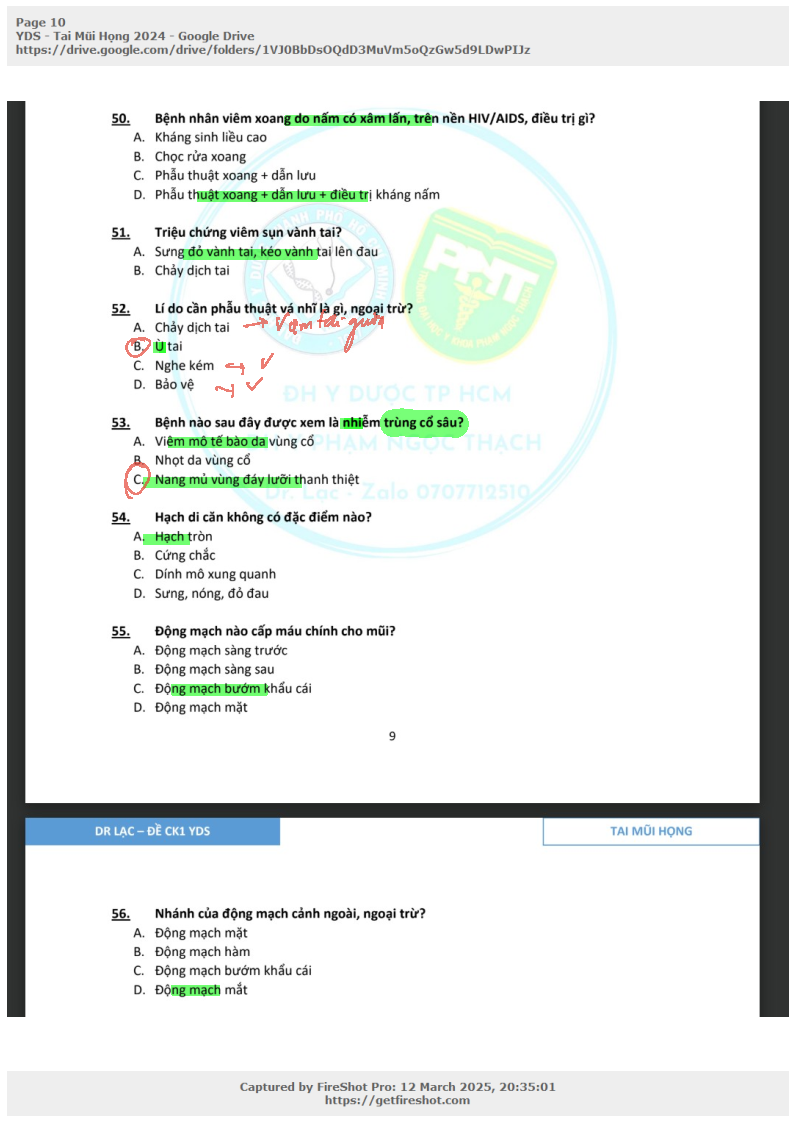 Page 10
YDS - Tai Mũi Họng 2024 - Google Drive
https://drive.google.com/drive/folders/1VJ0BbDsOQdD3MuVm5oQzGw5d9LDwPIJz
50. Bệnh nhân viêm xoang do nấm có xâm lấn, trên nền HIV/AIDS, điều trị gì?
A. Kháng sinh liều cao
B. Chọc rửa xoang
C. Phẫu thuật xoang + dẫn lưu
D. Phẫu thuật xoang + dẫn lưu + điều trị kháng nấm
51. Triệu chứng viêm sụn vành tai?
A. Sưng đỏ vành tai, kéo vành tai lên đau
B. Chảy dịch tai
52. Lí do cần phẫu thuật vá nhĩ là gì, ngoại trừ?
A. Chảy dịch tai
B. Ù tai
C. Nghe kém
D. Bảo vệ
ĐH Y DƯỢC TP HCM
53. Bệnh nào sau đây được xem là nhiễm trùng cổ sâu?
A. Viêm mô tế bào da vùng cổ
PHẠM NGỌC THẠCH
B. Nhọt da vùng cổ
C. Nang mủ vùng đáy lưỡi thanh thiệt
Dr. Lạc - Zalo 0707712510
54. Hạch di căn không có đặc điểm nào?
A. Hạch tròn
B. Cứng chắc
C. Dính mô xung quanh
D. Sưng, nóng, đỏ đau
55. Động mạch nào cấp máu chính cho mũi?
A. Động mạch sàng trước
B. Động mạch sàng sau
C. Động mạch bướm khẩu cái
D. Động mạch mặt
9
DR LẠC – ĐỀ CK1 YDS
TAI MŨI HỌNG
56. Nhánh của động mạch cảnh ngoài, ngoại trừ?
A. Động mạch mặt
B. Động mạch hàm
C. Động mạch bướm khẩu cái
D. Động mạch mắt
Captured by FireShot Pro: 12 March 2025, 20:35:01
https://getfireshot.com